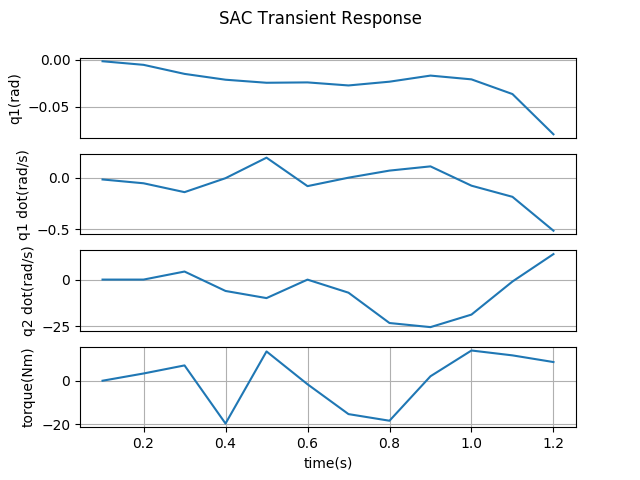 SAC Transient Response
0.00
−0.05
q1(rad)
0.0
−0.5
q1 dot(rad/s)
0
−25
q2 dot(rad/s)
0
−20
torque(Nm)
0.2 0.4 0.6 0.8 1.0 1.2
time(s)